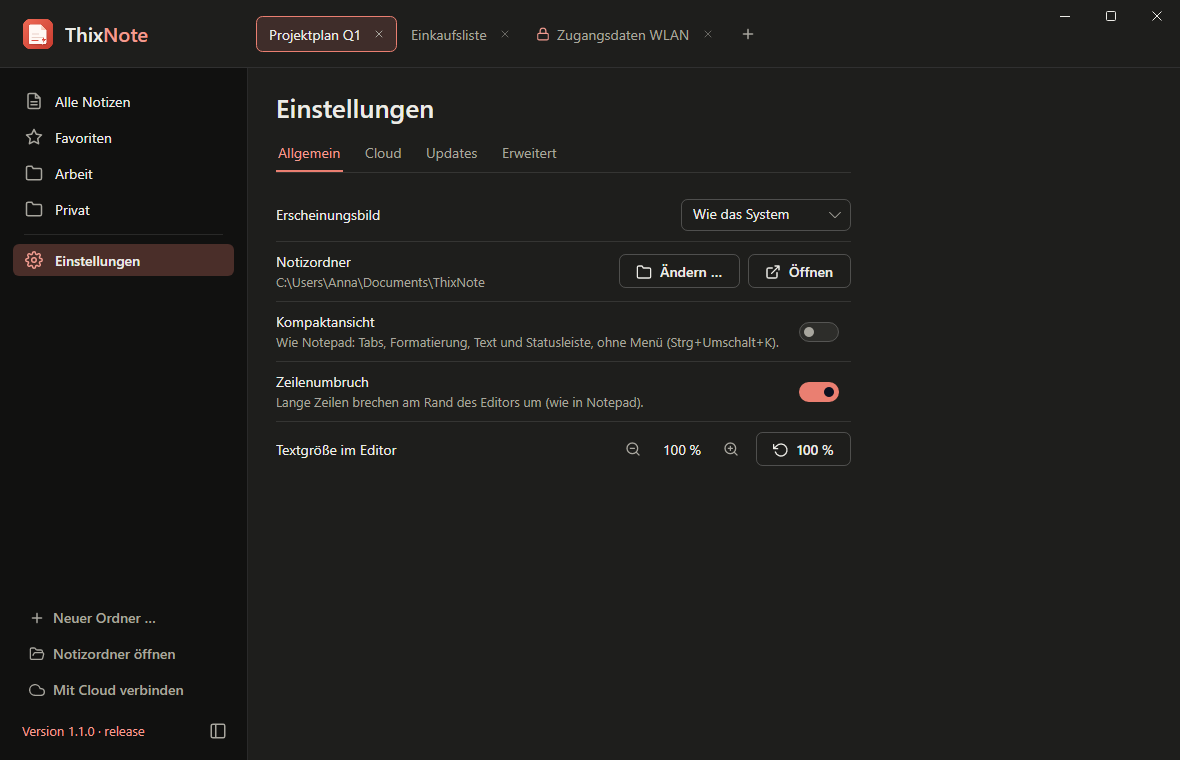 ThixNote
Projektplan Q1
Einkaufsliste
Zugangsdaten WLAN
Alle Notizen
Favoriten
Arbeit
Privat
Einstellungen
Neuer Ordner ...
Notizordner öffnen
Mit Cloud verbinden
Version 1.1.0 · release
Einstellungen
Allgemein Cloud Updates Erweitert
Erscheinungsbild
Wie das System
Notizordner
C:\Users\Anna\Documents\ThixNote
Ändern ...
Öffnen
Kompaktansicht
Wie Notepad: Tabs, Formatierung, Text und Statusleiste, ohne Menü (Strg+Umschalt+K).
Zeilenumbruch
Lange Zeilen brechen am Rand des Editors um (wie in Notepad).
Textgröße im Editor
100 %
100 %